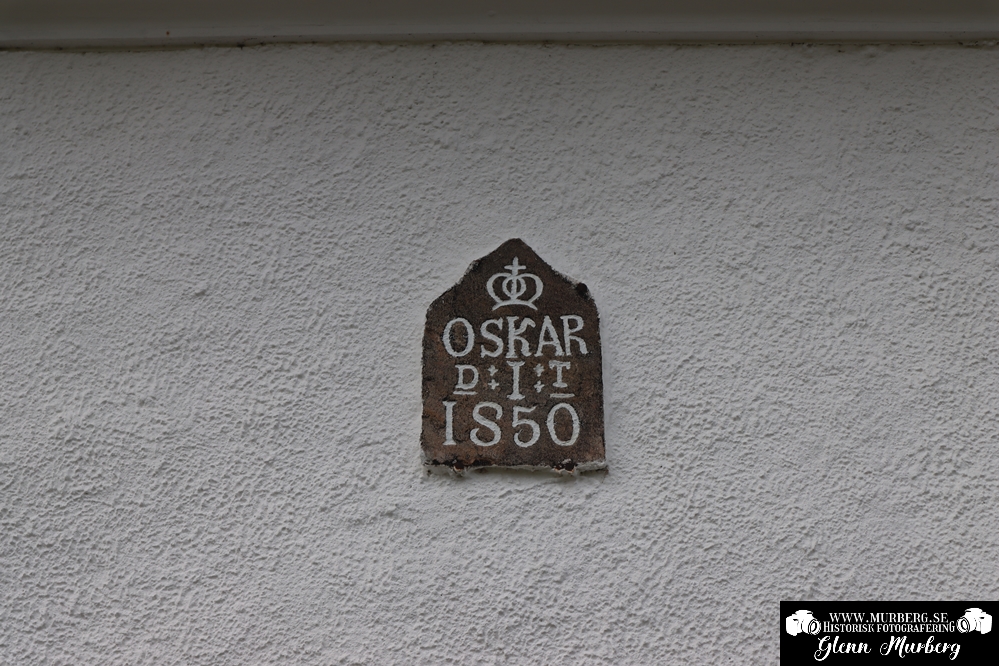 OSKAR
D:I:T
1850
WWW.MURBERG.SE
HISTORISK FOTOGRAFERING
Glenn Murberg